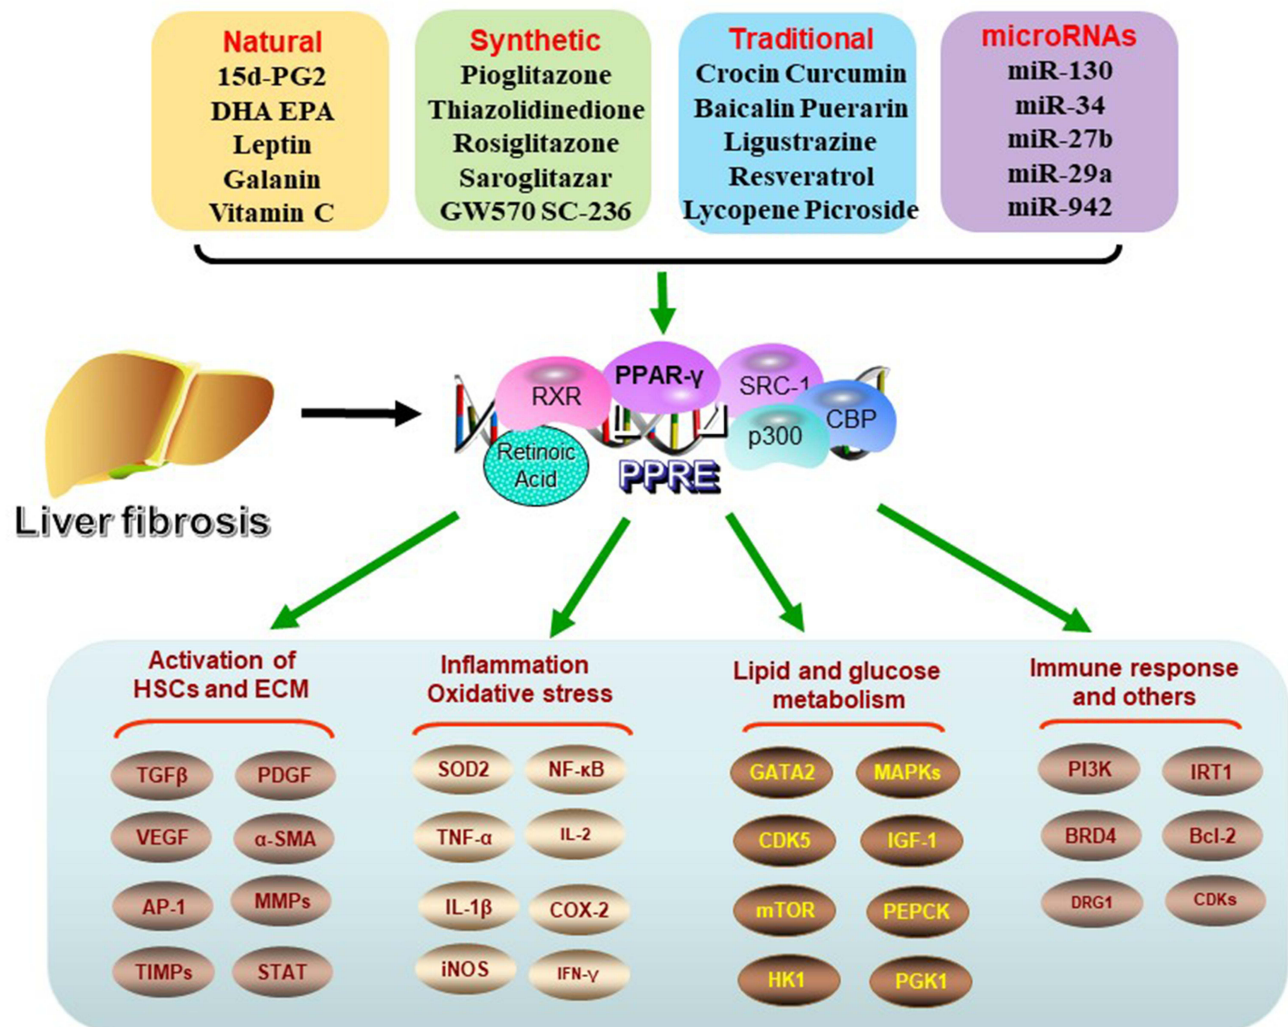 Natural
15d-PG2
DHA EPA
Leptin
Galanin
Vitamin C
Synthetic
Pioglitazone
Thiazolidinedione
Rosiglitazone
Saroglitazar
GW570 SC-236
Traditional
Crocin Curcumin
Baicalin Puerarin
Ligustrazine
Resveratrol
Lycopene Picroside
microRNAs
miR-130
miR-34
miR-27b
miR-29a
miR-942
Liver fibrosis
RXR
PPAR-γ
SRC-1
CBP
p300
Retinoic
Acid
PPRE
Activation of
HSCs and ECM
TGFβ
PDGF
VEGF
α-SMA
AP-1
MMPs
TIMPs
STAT
Inflammation
Oxidative stress
SOD2
NF-κB
TNF-α
IL-2
IL-1β
COX-2
iNOS
IFN-γ
Lipid and glucose
metabolism
GATA2
MAPKs
CDK5
IGF-1
mTOR
PEPCK
HK1
PGK1
Immune response
and others
PI3K
IRT1
BRD4
Bcl-2
DRG1
CDKs